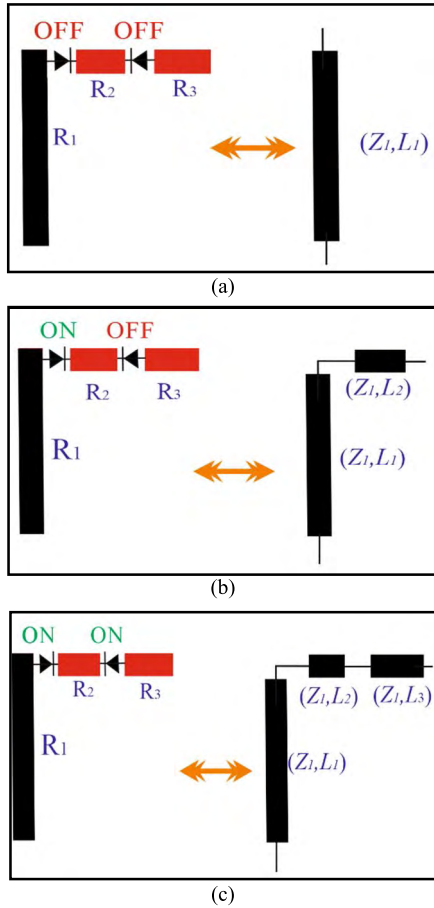 OFF OFF
R2 R3
R1
(Z1,L1)
(a)
ON OFF
R2 R3
(Z1,L2)
R1
(Z1,L1)
(b)
ON ON
R2 R3
(Z1,L2) (Z1,L3)
R1
(Z1,L1)
(c)